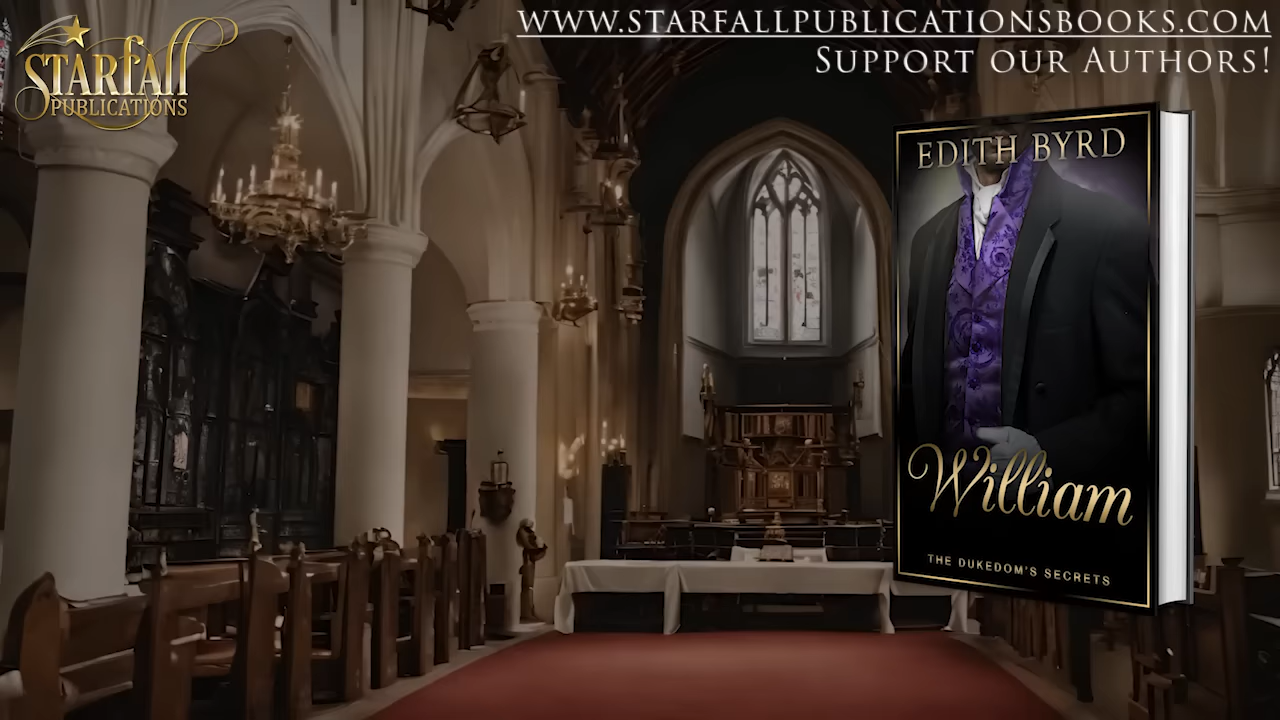 STARfall
PUBLICATIONS
WWW.STARFALLPUBLICATIONSBOOKS.COM
SUPPORT OUR AUTHORS!
EDITH BYRD
William
THE DUKEDOM'S SECRETS